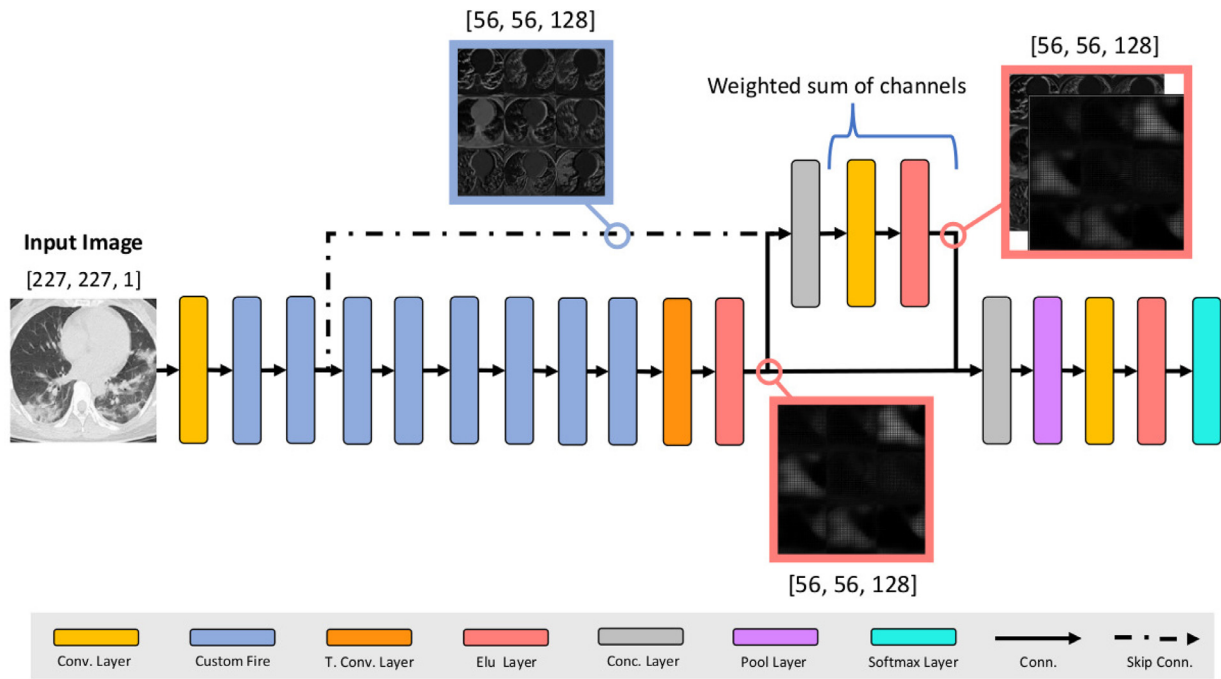 [56, 56, 128]
[56, 56, 128]
Weighted sum of channels
Input Image
[227, 227, 1]
[56, 56, 128]
Conv. Layer
Custom Fire
T. Conv. Layer
Elu Layer
Conc. Layer
Pool Layer
Softmax Layer
Conn.
Skip Conn.